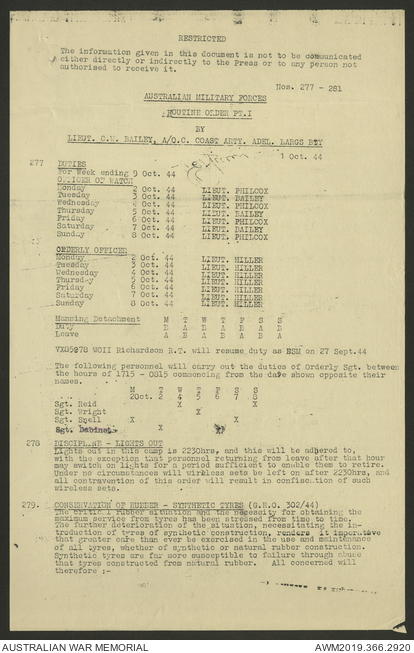 RESTRICTED
The information given in this document is not to be communicated
either directly or indirectly to the Press or to any person not
authorised to receive it.
Nos. 277 - 281
AUSTRALIAN MILITARY FORCES
ROUTINE ORDER PT.I
BY
LIEUT. C.W. BAILEY, A/O.C. COAST ARTY. ADEL. LARGS BTY
1 Oct. 44
277 DUTIES
For Week ending 9 Oct. 44
OFFICER OF WATCH
Monday 2 Oct. 44 LIEUT. PHILCOX
Tuesday 3 Oct. 44 LIEUT. BAILEY
Wednesday 4 Oct. 44 LIEUT. PHILCOX
Thursday 5 Oct. 44 LIEUT. BAILEY
Friday 6 Oct. 44 LIEUT. PHILCOX
Saturday 7 Oct. 44 LIEUT. BAILEY
Sunday 8 Oct. 44 LIEUT. PHILCOX
ORDERLY OFFICER
Monday 2 Oct. 44 LIEUT. HILLER
Tuesday 3 Oct. 44 LIEUT. HILLER
Wednesday 4 Oct. 44 LIEUT. HILLER
Thursday 5 Oct. 44 LIEUT. HILLER
Friday 6 Oct. 44 LIEUT. HILLER
Saturday 7 Oct. 44 LIEUT. HILLER
Sunday 8 Oct. 44 LIEUT. HILLER
Manning Detachment M T W T F S S
Duty B A B A B A B
Leave A B A B A B A
VX85978 WOII Richardson R.T. will resume duty as BSM on 27 Sept.44
The following personnel will carry out the duties of Orderly Sgt. between
the hours of 1715 - 0815 commencing from the date shown opposite their
names.
M T W T F S S
2Oct. 2 3 4 5 6 7 8
Sgt. Reid X X
Sgt. Wright X
Sgt. Snell X X
Sgt. X
278 DISCIPLINE - LIGHTS OUT
Lights out in this camp is 2230hrs, and this will be adhered to,
with the exception that personnel returning from leave after that hour
may switch on lights for a period sufficient to enable them to retire.
Under no circumstances will wireless sets be left on after 2230hrs, and
all contravention of this order will result in confiscation of such
wireless sets.
279. CONSERVATION OF RUBBER - SYNTHETIC TYRES (G.R.O. 302/44)
The critical rubber situation and the necessity for obtaining the
maximum service from tyres has been stressed from time to time.
The further deterioration of the situation, necessitating the in-
troduction of tyres of synthetic construction, renders it imperative
that greater care than ever be exercised in the use and maintenance
of all tyres, whether of synthetic or natural rubber construction.
Synthetic tyres are far more susceptible to failure through abuse
that tyres constructed from natural rubber. All concerned will
therefore :-
AUSTRALIAN WAR MEMORIAL
AWM2019.366.2920